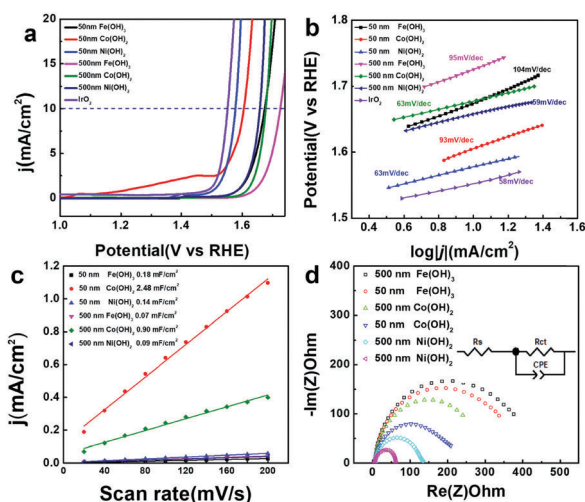 a
50nm Fe(OH)3
50nm Co(OH)2
50nm Ni(OH)2
500nm Fe(OH)3
500nm Co(OH)2
500nm Ni(OH)2
IrO2
j(mA/cm²)
20
15
10
5
0
1.0 1.2 1.4 1.6
Potential(V vs RHE)
b
50 nm Fe(OH)3
50 nm Co(OH)2
50 nm Ni(OH)2
500 nm Fe(OH)3
500 nm Co(OH)2
500 nm Ni(OH)2
IrO2
95mV/dec
104mV/dec
63mV/dec
59mV/dec
93mV/dec
63mV/dec
58mV/dec
Potential(V vs RHE)
1.8
1.7
1.6
1.5
0.4 0.6 0.8 1.0 1.2 1.4 1.6
log|j|(mA/cm²)
c
50 nm Fe(OH)3 0.18 mF/cm²
50 nm Co(OH)2 2.48 mF/cm²
50 nm Ni(OH)2 0.14 mF/cm²
500 nm Fe(OH)3 0.07 mF/cm²
500 nm Co(OH)2 0.90 mF/cm²
500 nm Ni(OH)2 0.09 mF/cm²
j(mA/cm²)
1.2
1.0
0.8
0.6
0.4
0.2
0.0
0 40 80 120 160 200
Scan rate(mV/s)
d
500 nm Fe(OH)3
50 nm Fe(OH)3
500 nm Co(OH)2
50 nm Co(OH)2
500 nm Ni(OH)2
50 nm Ni(OH)2
Rs
Rct
CPE
-Im(Z)Ohm
400
300
200
100
0
0 100 200 300 400 500 600
Re(Z)Ohm